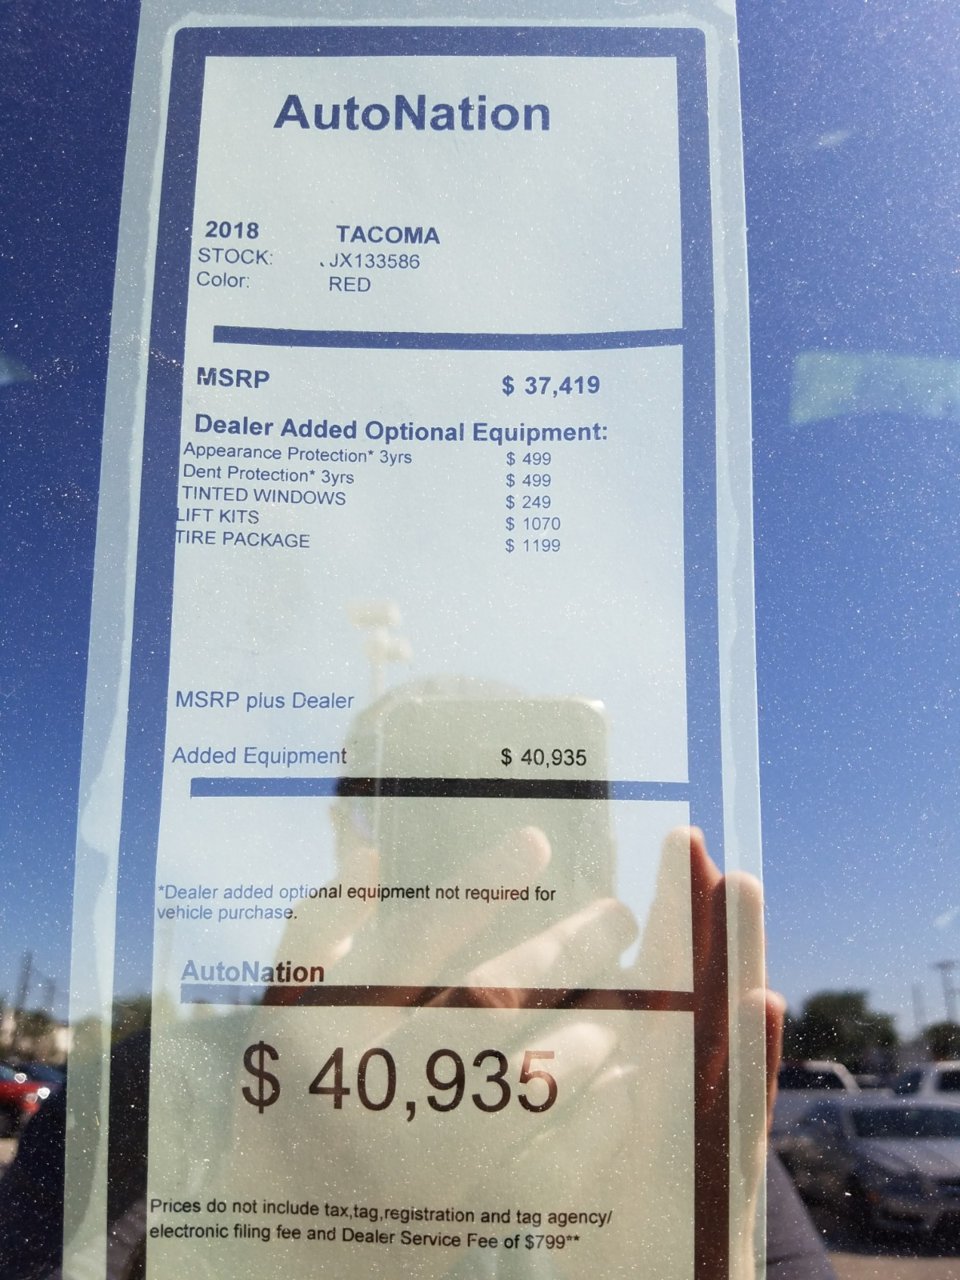 AutoNation
2018 TACOMA
STOCK: JX133586
Color: RED
MSRP $ 37,419
Dealer Added Optional Equipment:
Appearance Protection* 3yrs $ 499
Dent Protection* 3yrs $ 499
TINTED WINDOWS $ 249
LIFT KITS $ 1070
TIRE PACKAGE $ 1199
MSRP plus Dealer
Added Equipment $ 40,935
*Dealer added optional equipment not required for
vehicle purchase.
AutoNation
$ 40,935
Prices do not include tax,tag,registration and tag agency/
electronic filing fee and Dealer Service Fee of $799**